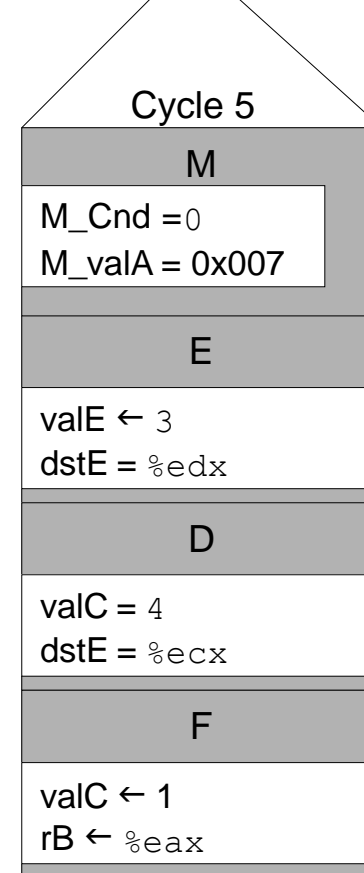 Cycle 5
M
M_Cnd =0
M_valA = 0x007
E
valE ← 3
dstE = %edx
D
valC = 4
dstE = %ecx
F
valC ← 1
rB ← %eax